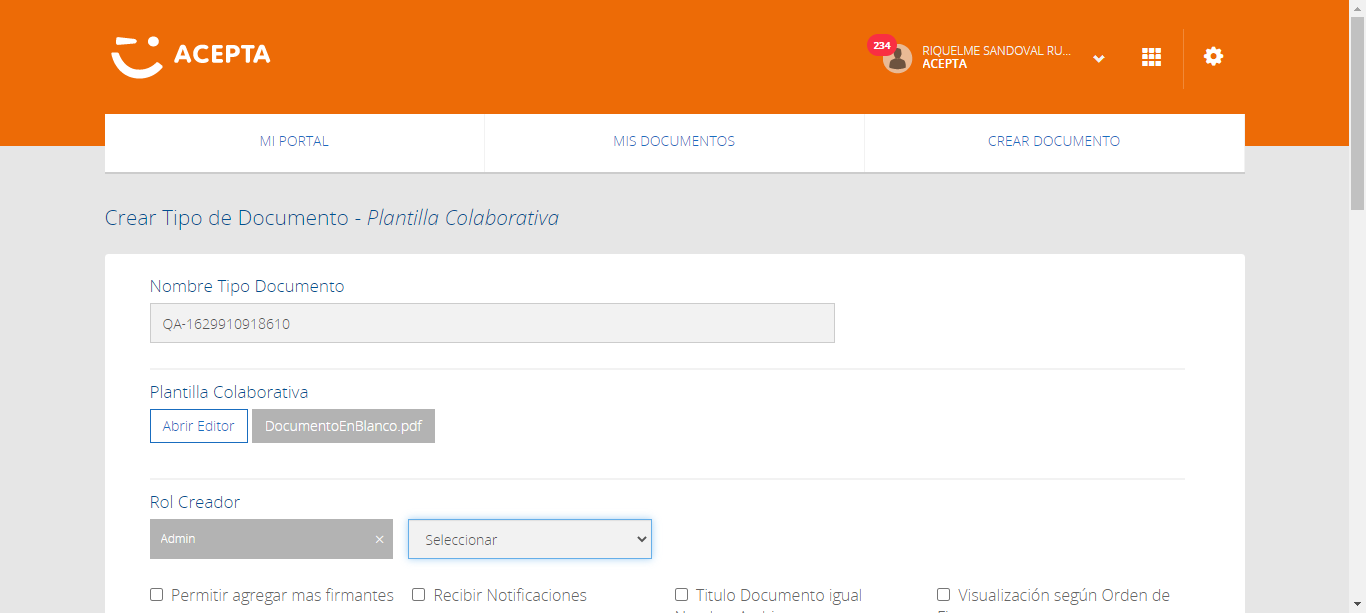 ACEPTA
234
RIQUELME SANDOVAL RU...
ACEPTA
MI PORTAL
MIS DOCUMENTOS
CREAR DOCUMENTO
Crear Tipo de Documento - Plantilla Colaborativa
Nombre Tipo Documento
QA-1629910918610
Plantilla Colaborativa
Abrir Editor
DocumentoEnBlanco.pdf
Rol Creador
Admin ×
Seleccionar
Permitir agregar mas firmantes
Recibir Notificaciones
Titulo Documento igual
Visualización según Orden de